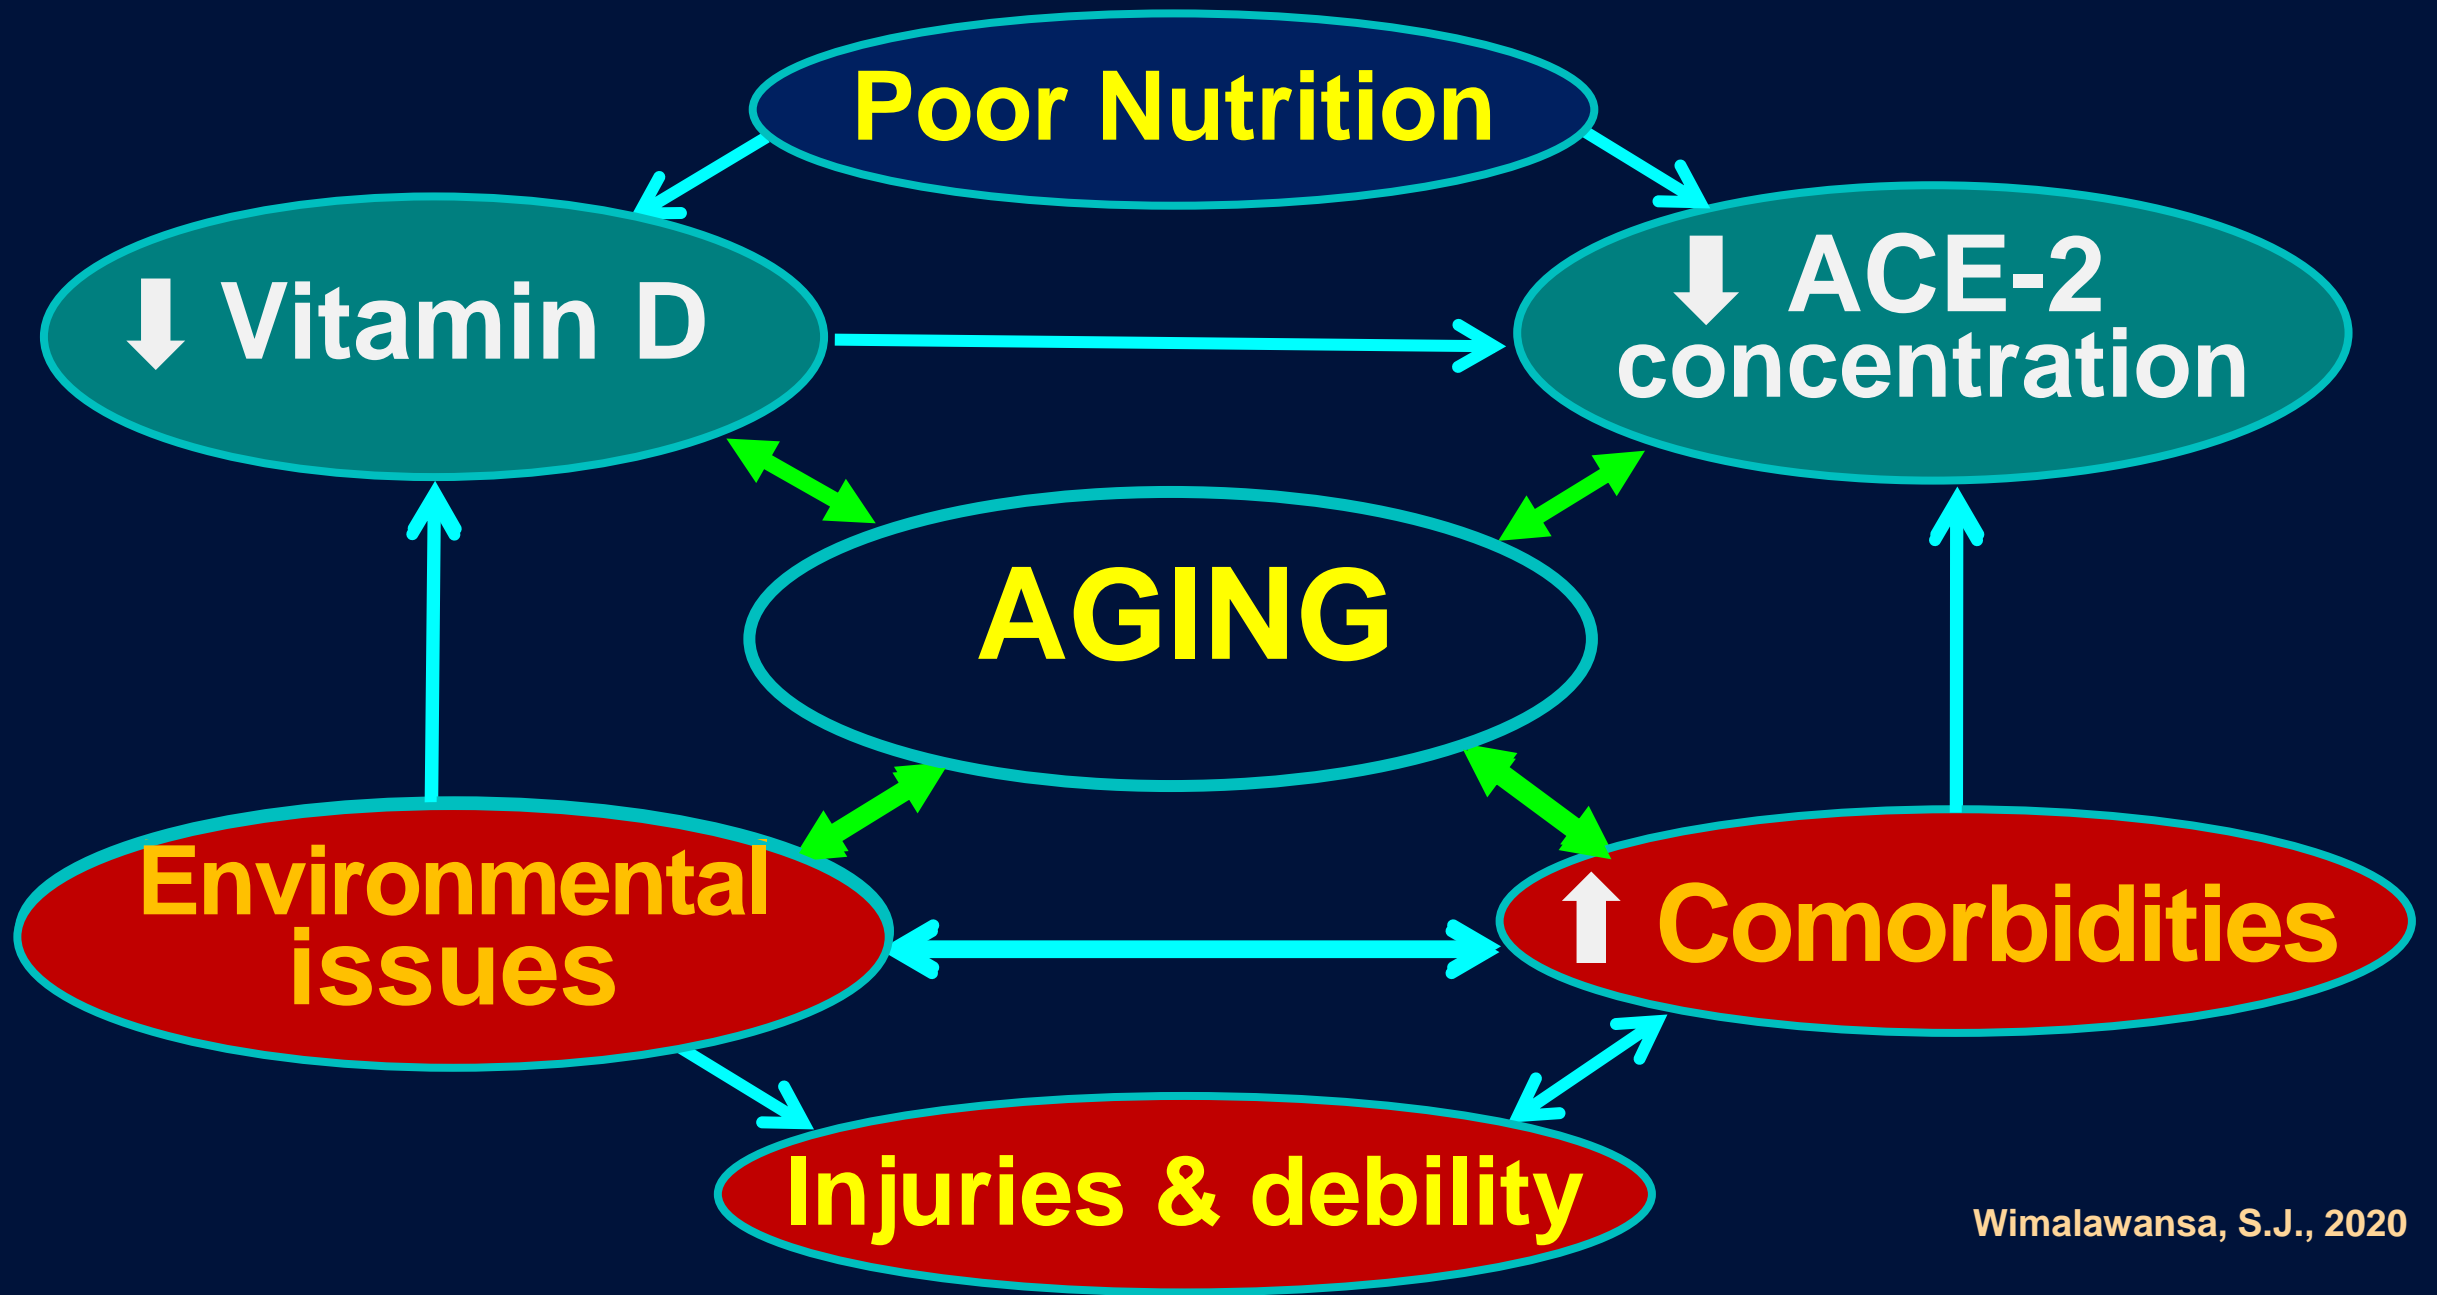 Poor Nutrition
⬇ Vitamin D
⬇ ACE-2
concentration
AGING
Environmental
issues
⬆ Comorbidities
Injuries & debility
Wimalawansa, S.J., 2020